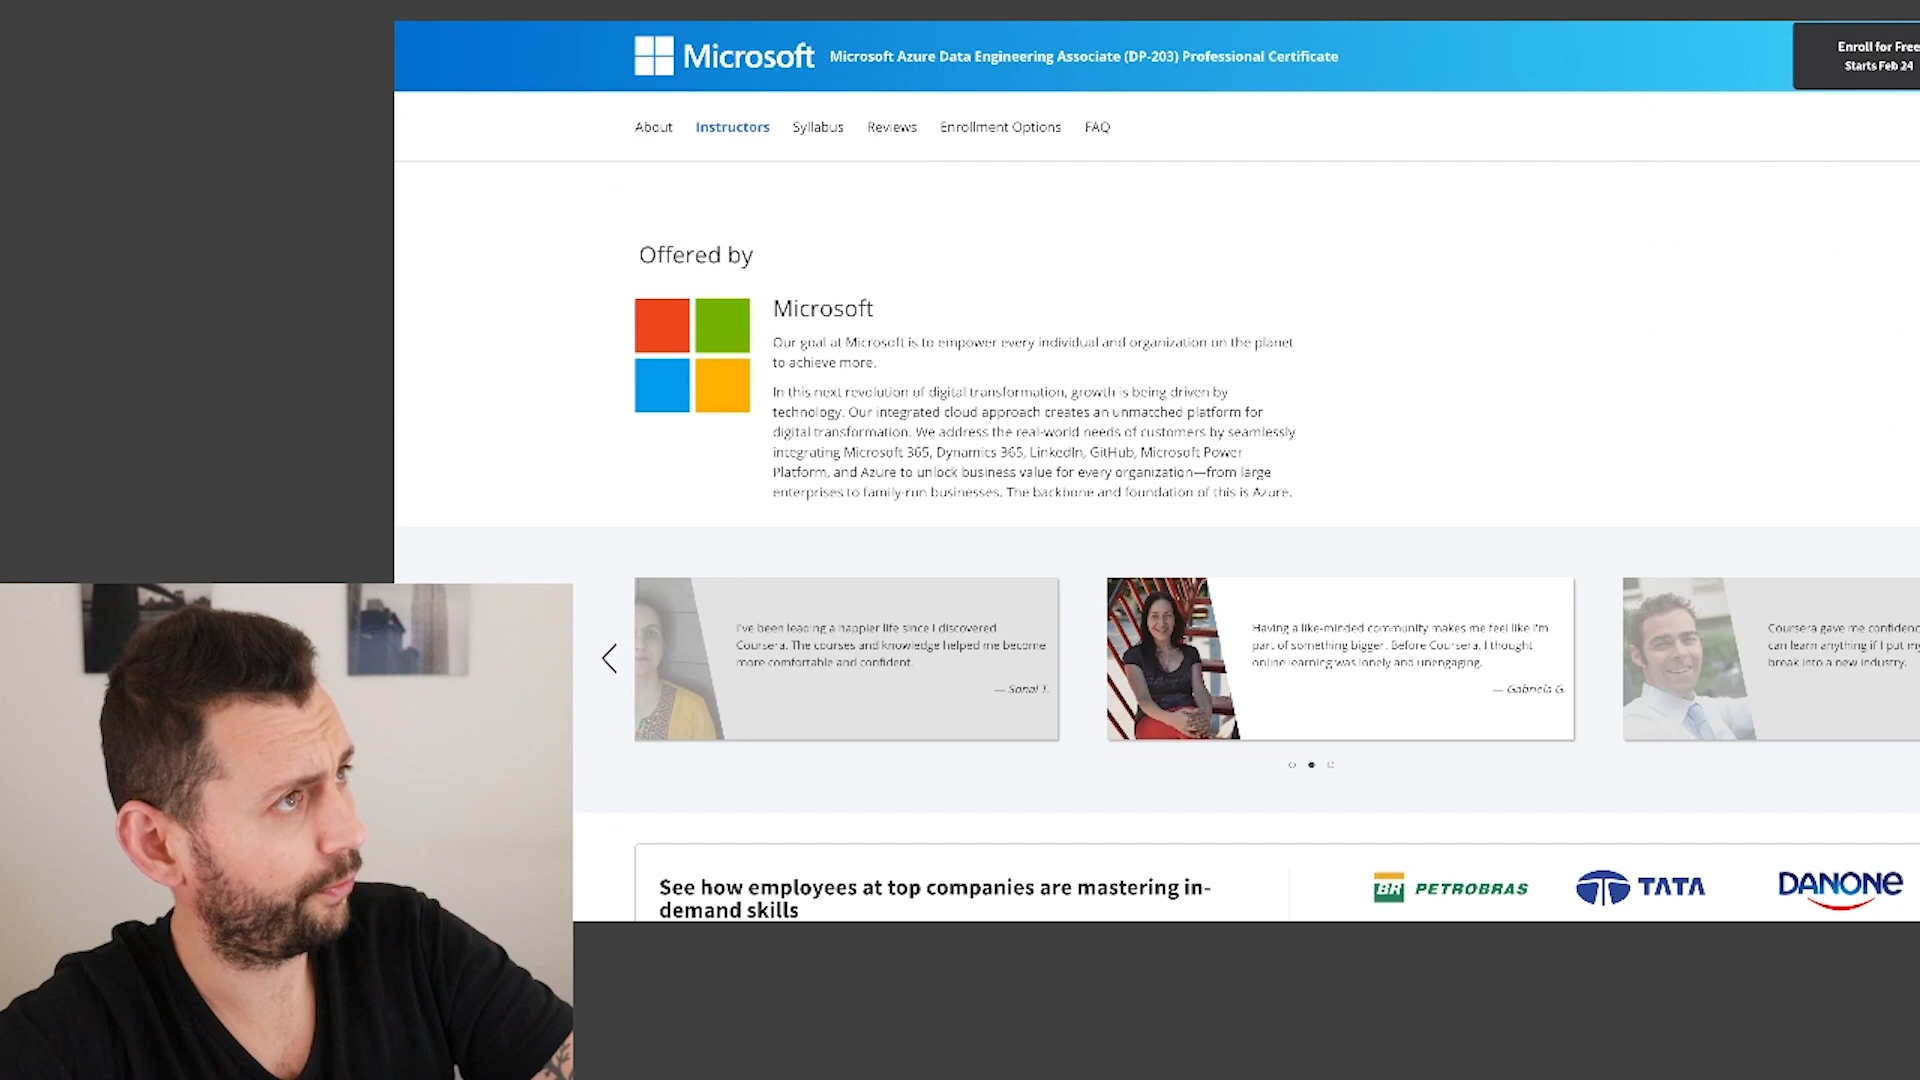 Microsoft
Microsoft Azure Data Engineering Associate (DP-203) Professional Certificate
Enroll for Free
Starts Feb 24
About
Instructors
Syllabus
Reviews
Enrollment Options
FAQ
Offered by
Microsoft
Our goal at Microsoft is to empower every individual and organization on the planet
to achieve more.
In this next revolution of digital transformation, growth is being driven by
technology. Our integrated cloud approach creates an unmatched platform for
digital transformation. We address the real-world needs of customers by seamlessly
integrating Microsoft 365, Dynamics 365, LinkedIn, GitHub, Microsoft Power
Platform, and Azure to unlock business value for every organization—from large
enterprises to family-run businesses. The backbone and foundation of this is Azure.
I've been leading a happier life since I discovered
Coursera. The courses and knowledge helped me become
more comfortable and confident.
— Sonal T.
Having a like-minded community makes me feel like I'm
part of something bigger. Before Coursera, I thought
online learning was lonely and unengaging.
— Gabriela G.
Coursera gave me confidenc
can learn anything if I put my
break into a new industry.
See how employees at top companies are mastering in-
demand skills
BR PETROBRAS
TATA
DANONE